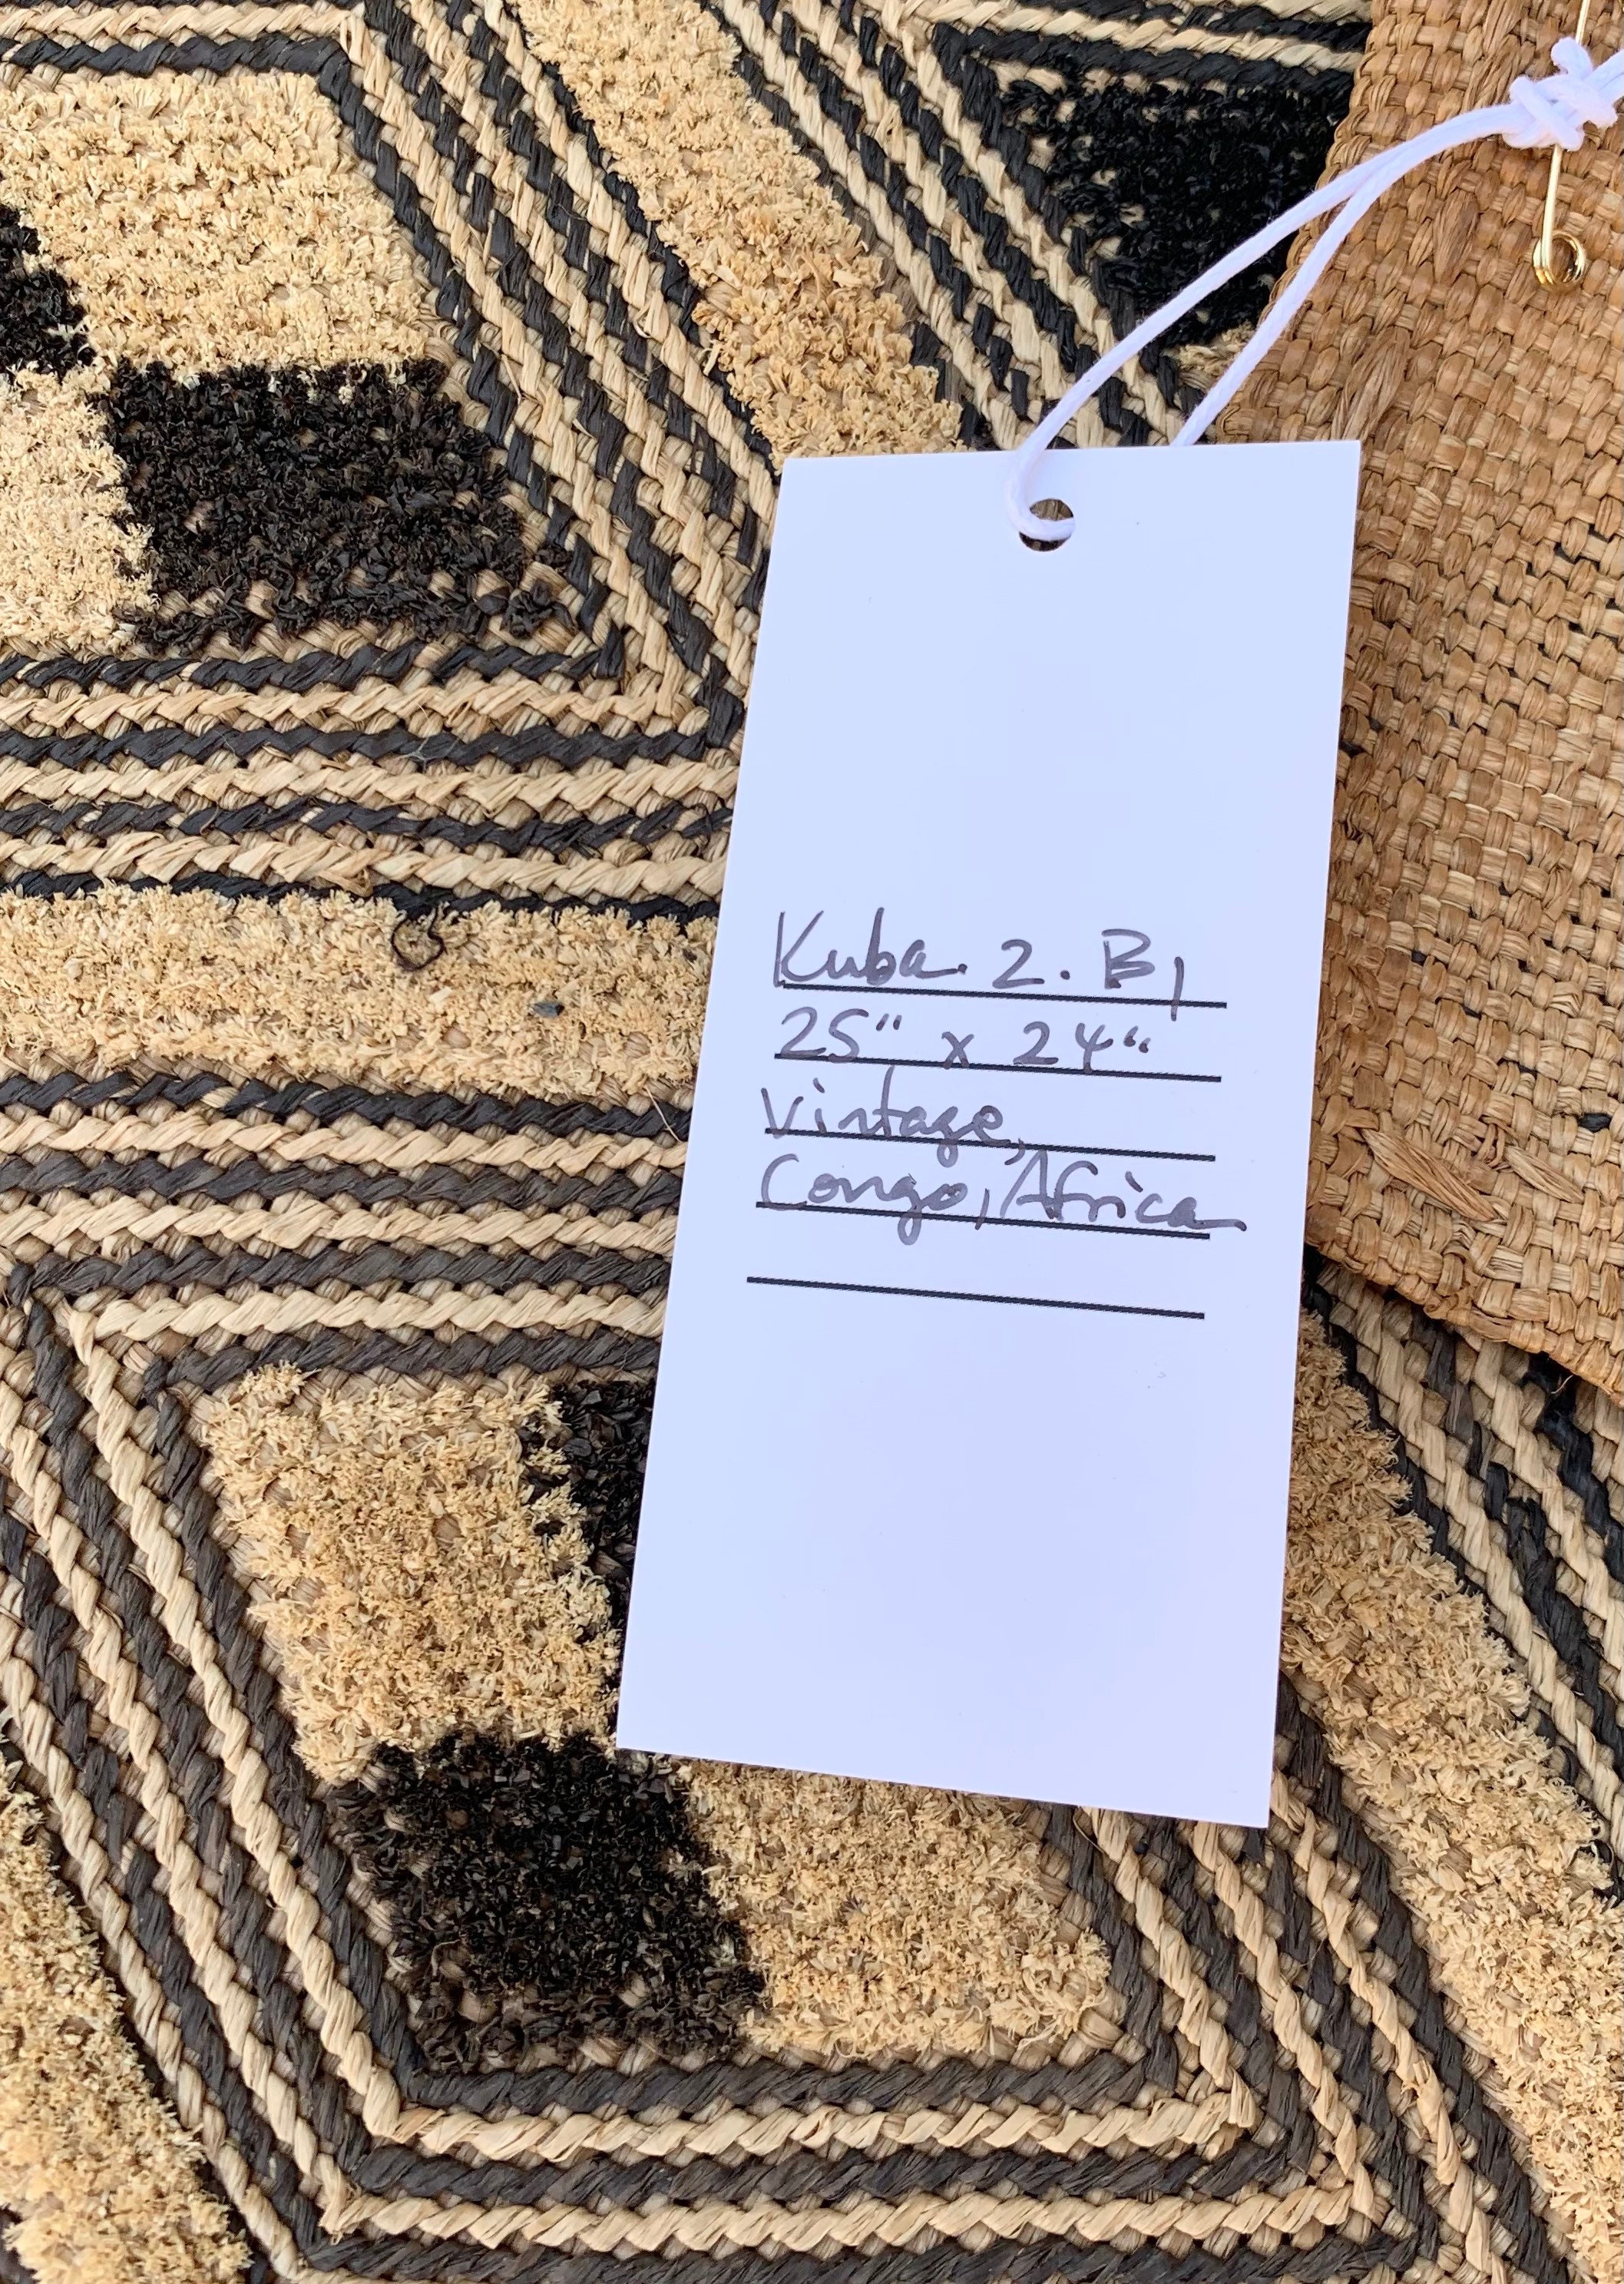 Kuba. 2. B1
25" x 24"
Vintage,
Congo, Africa